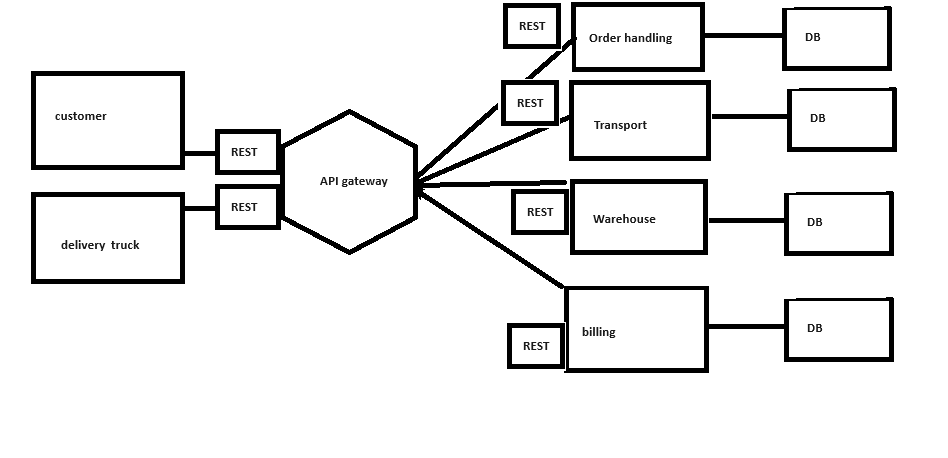 customer
delivery truck
REST
REST
API gateway
REST
Order handling
DB
REST
Transport
DB
REST
Warehouse
DB
REST
billing
DB